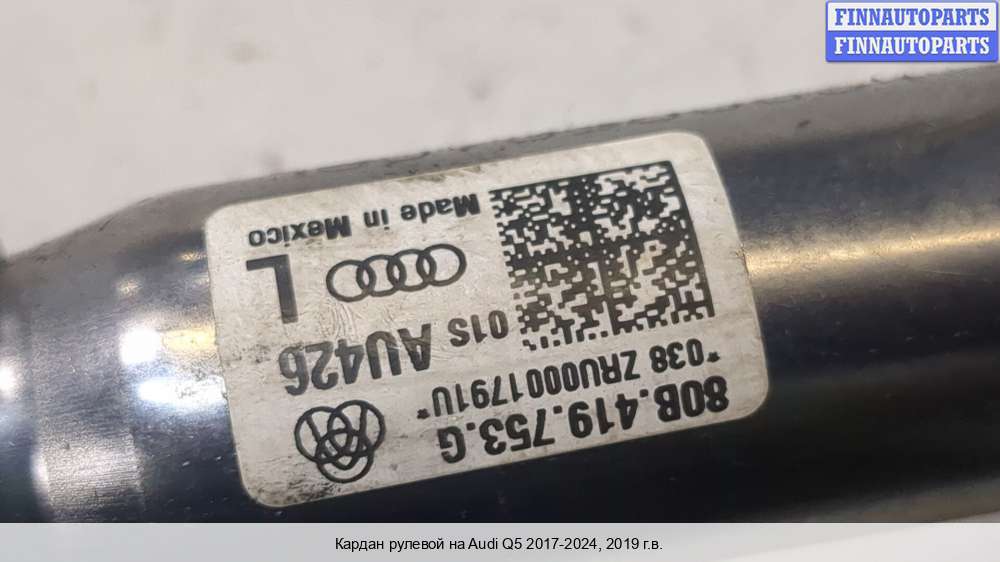 FINNAUTOPARTS
FINNAUTOPARTS
80B.419.753.G
*038 ZRU0001791U*
01S AU426
L
Made in Mexico
Кардан рулевой на Audi Q5 2017-2024, 2019 г.в.